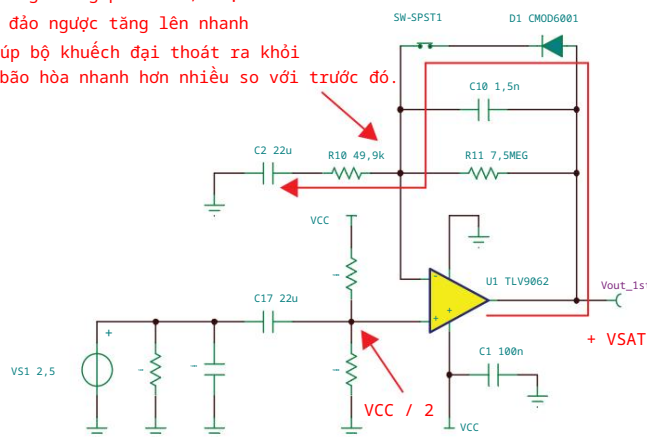 đảo ngược tăng lên nhanh
úp bộ khuếch đại thoát ra khỏi
bão hòa nhanh hơn nhiều so với trước đó.
SW-SPST1
D1 CMOD6001
C10 1,5n
C2 22u
R10 49,9k
R11 7,5MEG
VCC
U1 TLV9062
Vout_1st
C17 22u
+ VSAT
C1 100n
VS1 2,5
VCC / 2
VCC